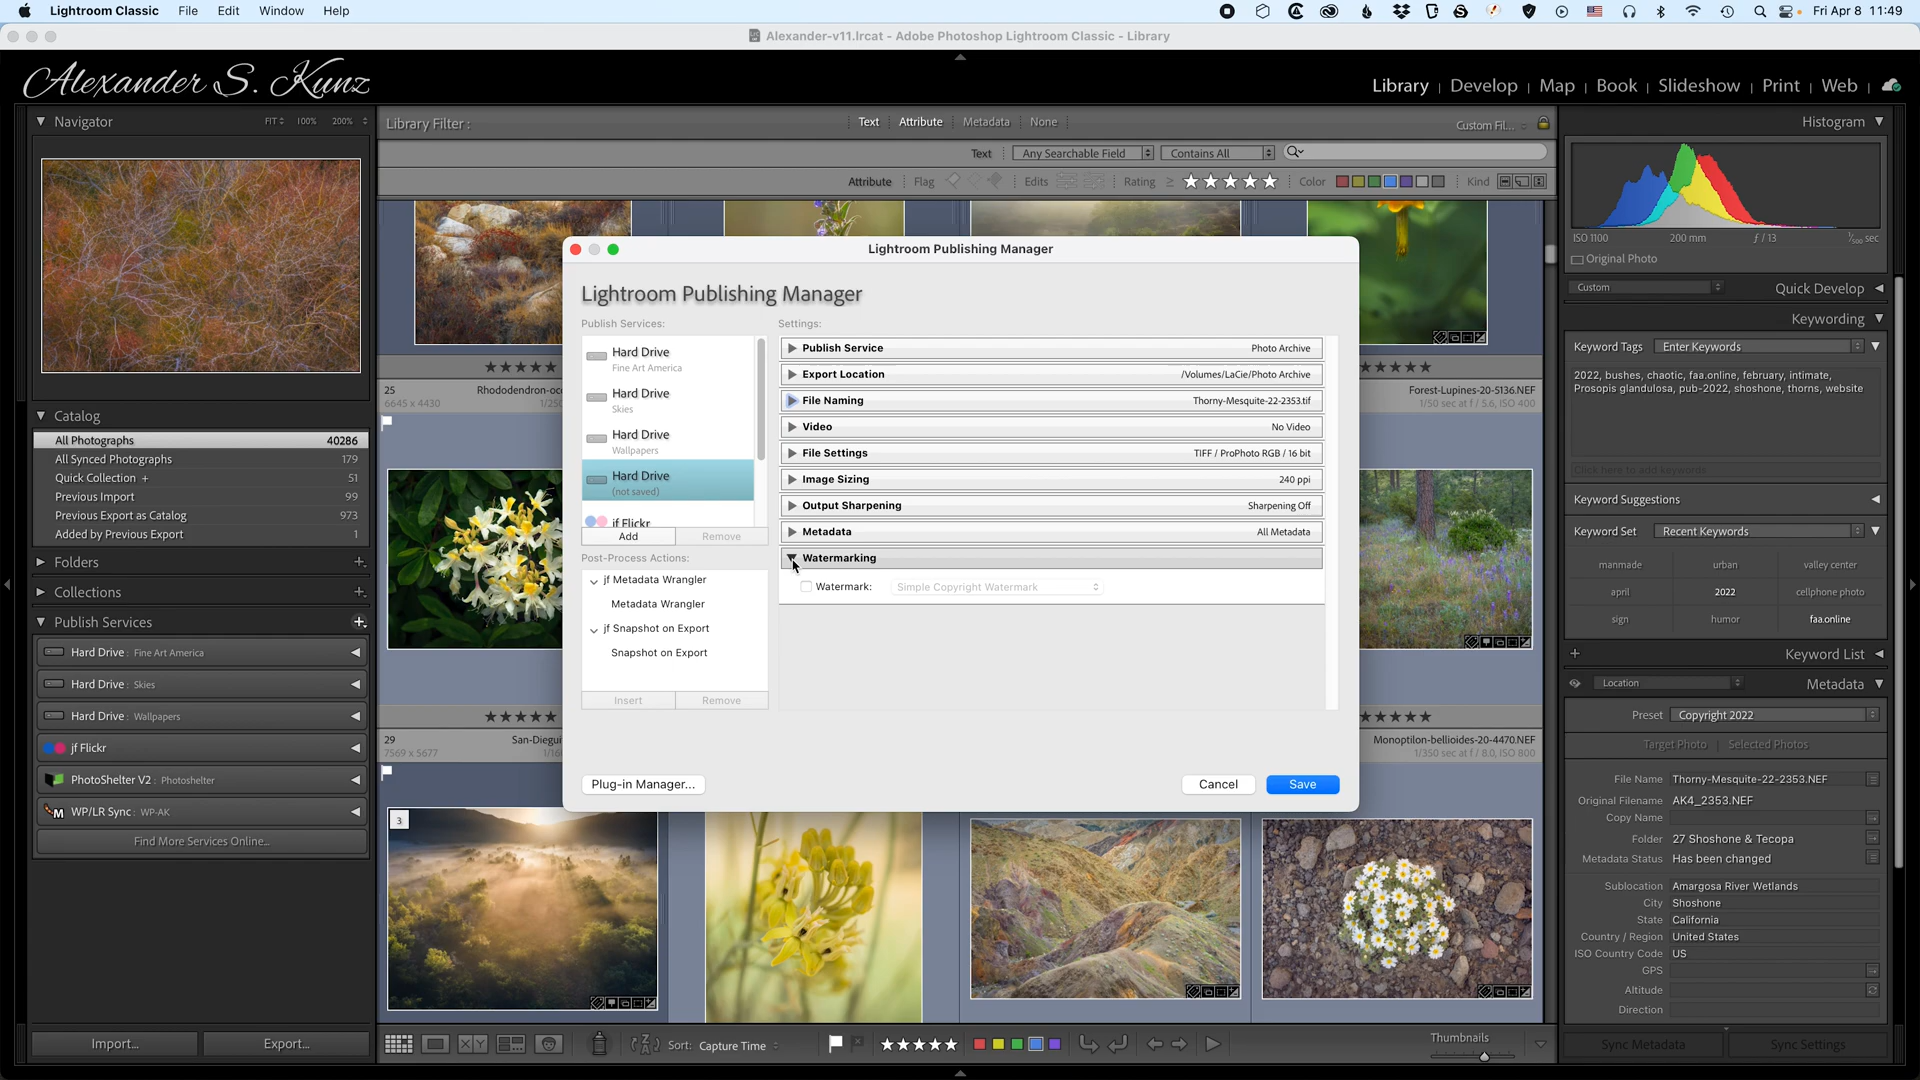 Lightroom Classic File Edit Window Help Fri Apr 8 11:49
Alexander-v11.lrcat - Adobe Photoshop Lightroom Classic - Library
Alexander S. Kunz
Library | Develop | Map | Book | Slideshow | Print | Web
Navigator FIT 100% 200%
Library Filter : Text Attribute Metadata None Custom Fil...
Text Any Searchable Field Contains All
Attribute Flag Edits Rating ≥ ★★★★★ Color Kind
Histogram
ISO 1100 200 mm ƒ / 13 1/500 sec
Original Photo
Custom Quick Develop
Keywording
Keyword Tags Enter Keywords
2022, bushes, chaotic, faa.online, february, intimate,
Prosopis glandulosa, pub-2022, shoshone, thorns, website
Click here to add keywords
Keyword Suggestions
Keyword Set Recent Keywords
manmade urban valley center
april 2022 cellphone photo
sign humor faa.online
Keyword List
Location Metadata
Preset Copyright 2022
Target Photo Selected Photos
File Name Thorny-Mesquite-22-2353.NEF
Original Filename AK4_2353.NEF
Copy Name
Folder 27 Shoshone & Tecopa
Metadata Status Has been changed
Sublocation Amargosa River Wetlands
City Shoshone
State California
Country / Region United States
ISO Country Code US
GPS
Altitude
Direction
Sync Metadata Sync Settings
Catalog
All Photographs 40286
All Synced Photographs 179
Quick Collection + 51
Previous Import 99
Previous Export as Catalog 973
Added by Previous Export 1
Folders
Collections
Publish Services
Hard Drive : Fine Art America
Hard Drive : Skies
Hard Drive : Wallpapers
jf Flickr
PhotoShelter V2 : Photoshelter
WP/LR Sync : WP-AK
Find More Services Online...
Import... Export...
25
6645 x 4430
Forest-Lupines-20-5136.NEF
1/50 sec at f / 5.6, ISO 400
29
7569 x 5677
Monoptilon-bellioides-20-4470.NEF
1/350 sec at f / 8.0, ISO 800
3
Lightroom Publishing Manager
Lightroom Publishing Manager
Publish Services:
Hard Drive
Fine Art America
Hard Drive
Skies
Hard Drive
Wallpapers
Hard Drive
(not saved)
jf Flickr
Add Remove
Post-Process Actions:
jf Metadata Wrangler
Metadata Wrangler
jf Snapshot on Export
Snapshot on Export
Insert Remove
Settings:
Publish Service Photo Archive
Export Location /Volumes/LaCie/Photo Archive
File Naming Thorny-Mesquite-22-2353.tif
Video No Video
File Settings TIFF / ProPhoto RGB / 16 bit
Image Sizing 240 ppi
Output Sharpening Sharpening Off
Metadata All Metadata
Watermarking
Watermark: Simple Copyright Watermark
Plug-in Manager... Cancel Save
Sort: Capture Time ★★★★★ Thumbnails